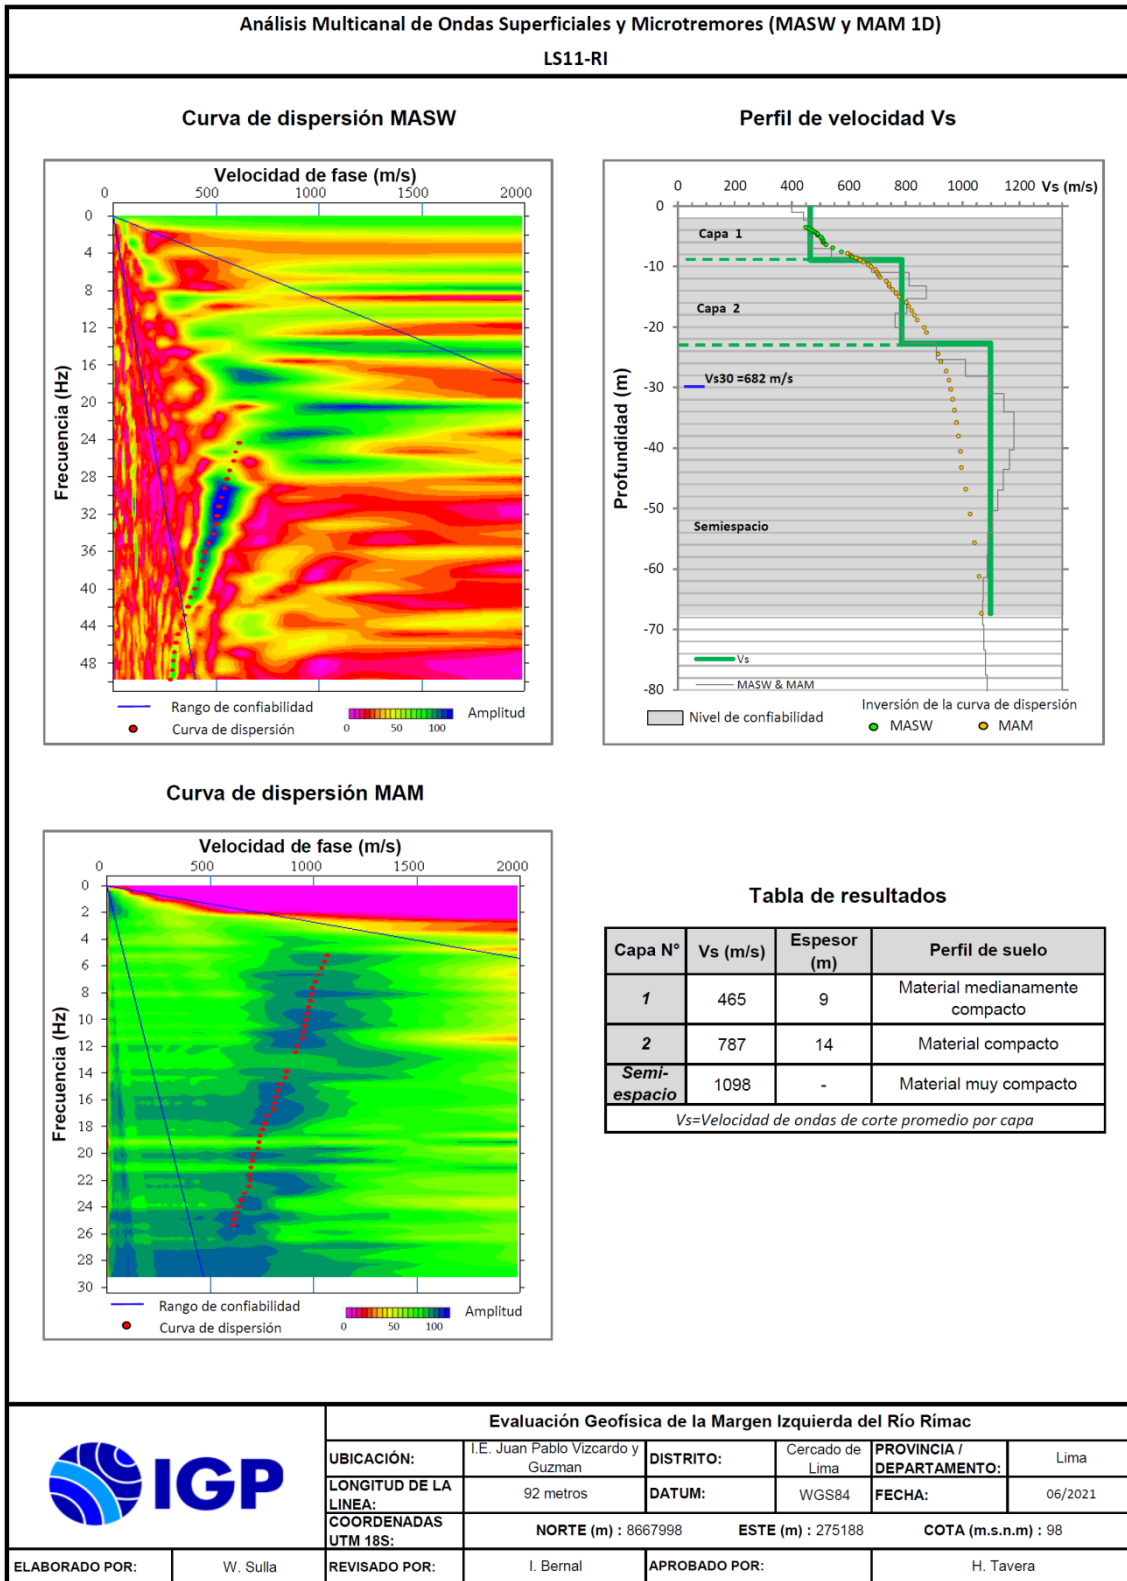 Análisis Multicanal de Ondas Superficiales y Microtremores (MASW y MAM 1D)
LS11-RI
Curva de dispersión MASW
Velocidad de fase (m/s)
0 500 1000 1500 2000
Frecuencia (Hz)
0
4
8
12
16
20
24
28
32
36
40
44
48
Rango de confiabilidad
Curva de dispersión
Amplitud
0 50 100
Perfil de velocidad Vs
0 200 400 600 800 1000 1200 Vs (m/s)
Profundidad (m)
0
-10
-20
-30
-40
-50
-60
-70
-80
Capa 1
Capa 2
Vs30 =682 m/s
Semiespacio
Vs
MASW & MAM
Nivel de confiabilidad
Inversión de la curva de dispersión
MASW MAM
Curva de dispersión MAM
Velocidad de fase (m/s)
0 500 1000 1500 2000
Frecuencia (Hz)
0
2
4
6
8
10
12
14
16
18
20
22
24
26
28
30
Rango de confiabilidad
Curva de dispersión
Amplitud
0 50 100
Tabla de resultados
Capa N° Vs (m/s) Espesor (m) Perfil de suelo
1 465 9 Material medianamente compacto
2 787 14 Material compacto
Semi-espacio 1098 - Material muy compacto
Vs=Velocidad de ondas de corte promedio por capa
IGP
Evaluación Geofísica de la Margen Izquierda del Río Rímac
UBICACIÓN: I.E. Juan Pablo Vizcardo y Guzman DISTRITO: Cercado de Lima PROVINCIA / DEPARTAMENTO: Lima
LONGITUD DE LA LINEA: 92 metros DATUM: WGS84 FECHA: 06/2021
COORDENADAS UTM 18S: NORTE (m) : 8667998 ESTE (m) : 275188 COTA (m.s.n.m) : 98
ELABORADO POR: W. Sulla REVISADO POR: I. Bernal APROBADO POR: H. Tavera